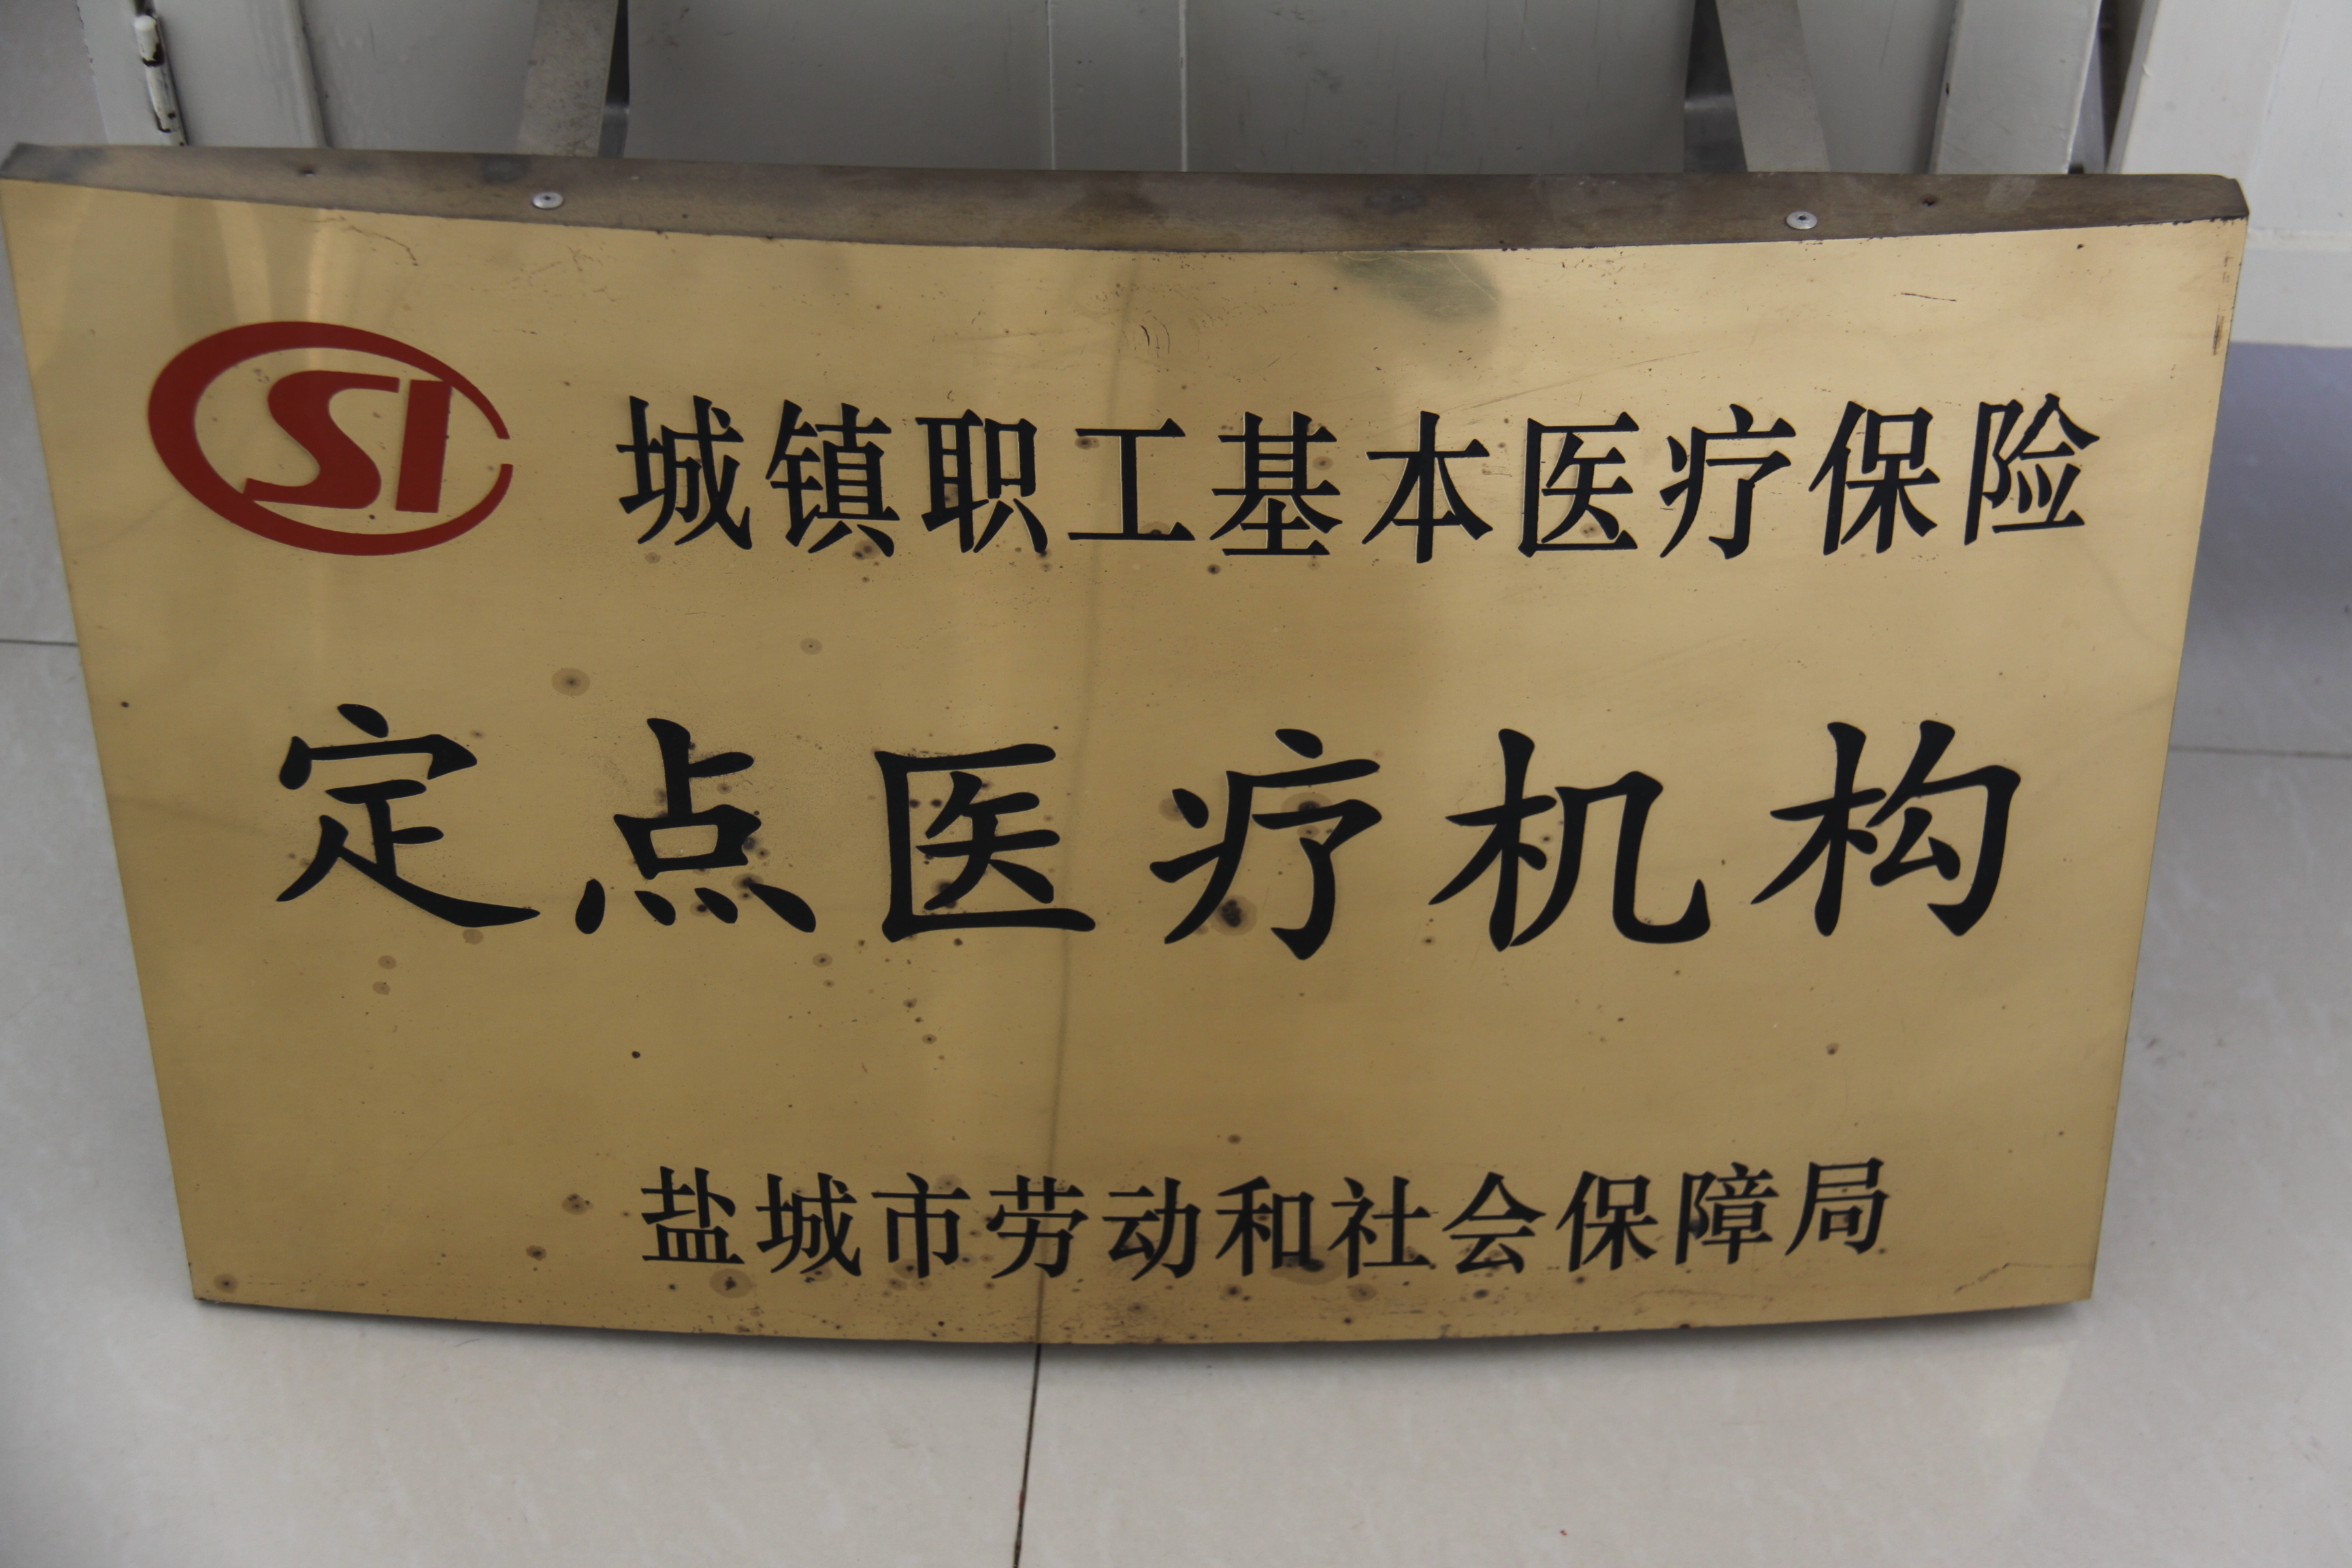 SI 城镇职工基本医疗保险
定点医疗机构
盐城市劳动和社会保障局